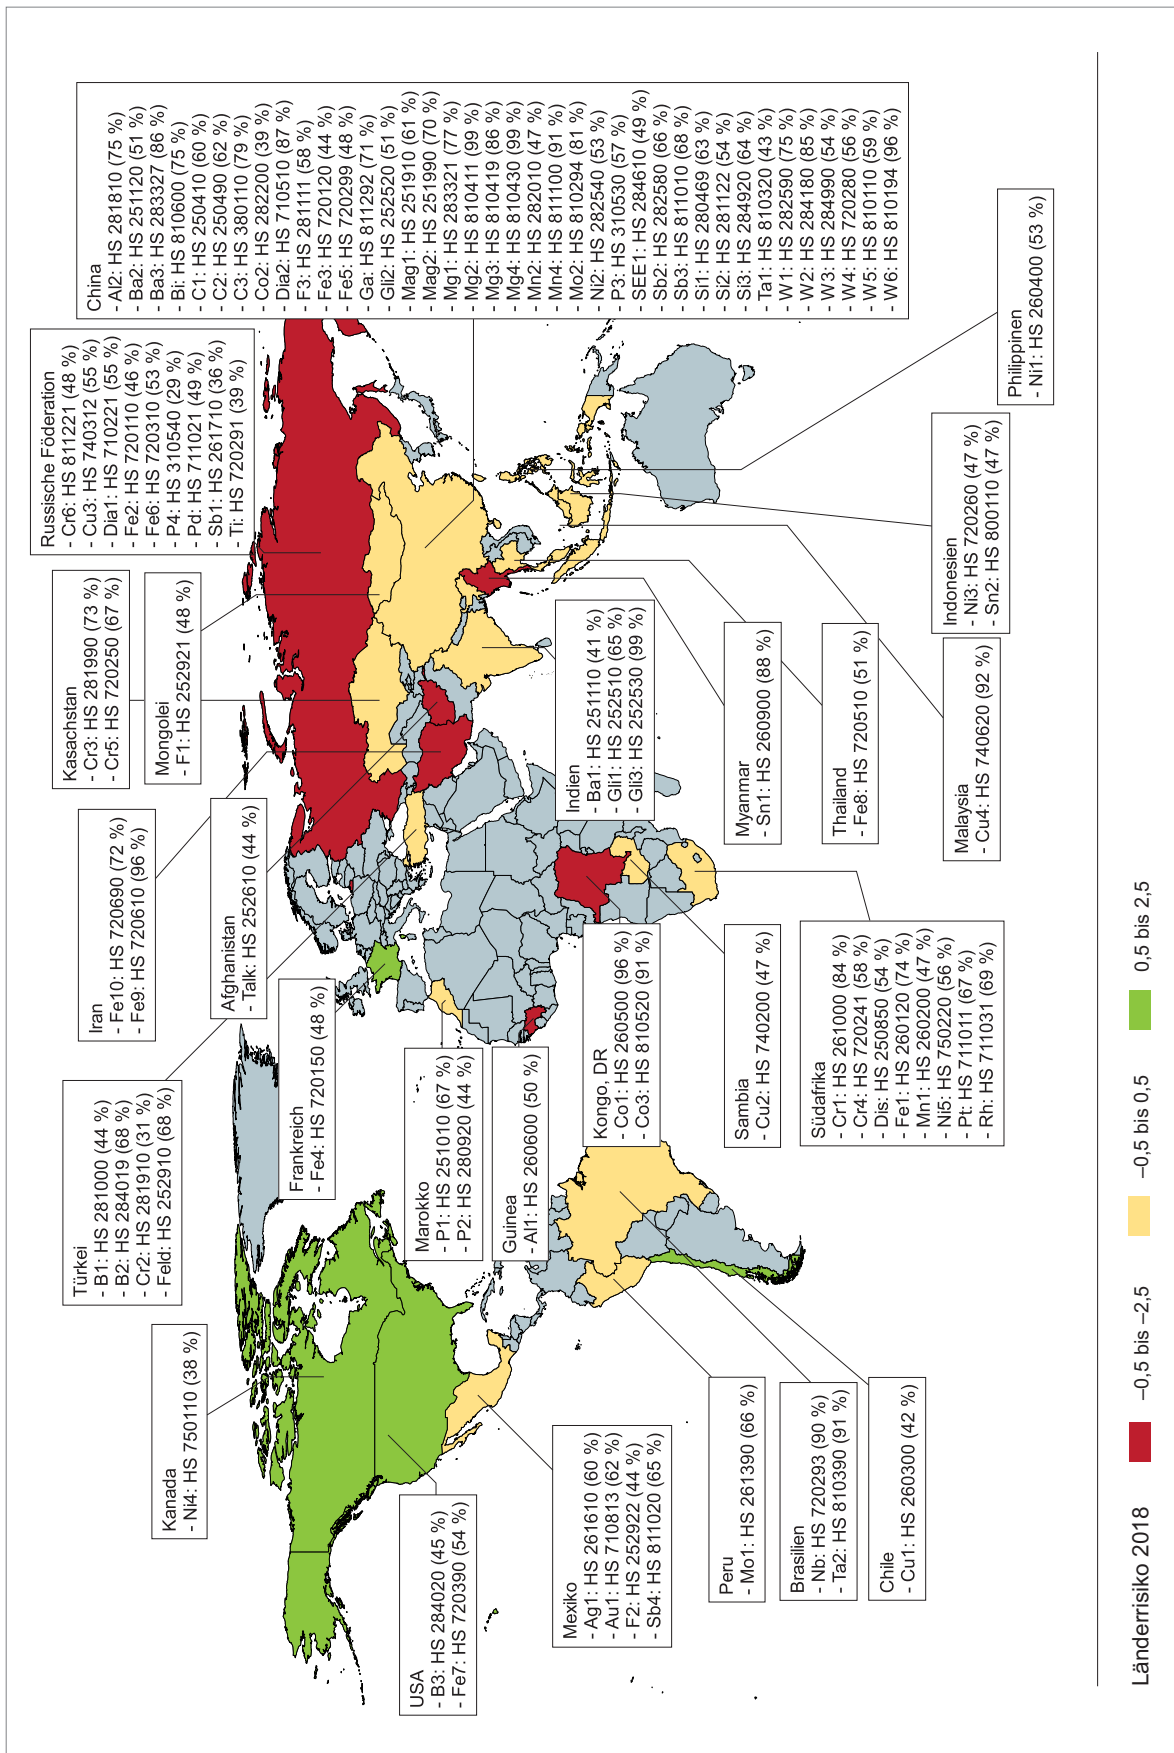 Kanada
- Ni4: HS 750110 (38 %)
USA
- B3: HS 284020 (45 %)
- Fe7: HS 720390 (54 %)
Mexiko
- Ag1: HS 261610 (60 %)
- Au1: HS 710813 (62 %)
- F2: HS 252922 (44 %)
- Sb4: HS 811020 (65 %)
Peru
- Mo1: HS 261390 (66 %)
Brasilien
- Nb: HS 720293 (90 %)
- Ta2: HS 810390 (91 %)
Chile
- Cu1: HS 260300 (42 %)
Türkei
- B1: HS 281000 (44 %)
- B2: HS 284019 (68 %)
- Cr2: HS 281910 (31 %)
- Feld: HS 252910 (68 %)
Frankreich
- Fe4: HS 720150 (48 %)
Marokko
- P1: HS 251010 (67 %)
- P2: HS 280920 (44 %)
Guinea
- Al1: HS 260600 (50 %)
Kongo, DR
- Co1: HS 260500 (96 %)
- Co3: HS 810520 (91 %)
Sambia
- Cu2: HS 740200 (47 %)
Südafrika
- Cr1: HS 261000 (84 %)
- Cr4: HS 720241 (58 %)
- Dis: HS 250850 (54 %)
- Fe1: HS 260120 (74 %)
- Mn1: HS 260200 (47 %)
- Ni5: HS 750220 (56 %)
- Pt: HS 711011 (67 %)
- Rh: HS 711031 (69 %)
Iran
- Fe10: HS 720690 (72 %)
- Fe9: HS 720610 (96 %)
Afghanistan
- Talk: HS 252610 (44 %)
Kasachstan
- Cr3: HS 281990 (73 %)
- Cr5: HS 720250 (67 %)
Mongolei
- F1: HS 252921 (48 %)
Indien
- Ba1: HS 251110 (41 %)
- Gli1: HS 252510 (65 %)
- Gli3: HS 252530 (99 %)
Myanmar
- Sn1: HS 260900 (88 %)
Thailand
- Fe8: HS 720510 (51 %)
Malaysia
- Cu4: HS 740620 (92 %)
Russische Föderation
- Cr6: HS 811221 (48 %)
- Cu3: HS 740312 (55 %)
- Dia1: HS 710221 (55 %)
- Fe2: HS 720110 (46 %)
- Fe6: HS 720310 (53 %)
- P4: HS 310540 (29 %)
- Pd: HS 711021 (49 %)
- Sb1: HS 261710 (36 %)
- Ti: HS 720291 (39 %)
Indonesien
- Ni3: HS 720260 (47 %)
- Sn2: HS 800110 (47 %)
Philippinen
- Ni1: HS 260400 (53 %)
China
- Al2: HS 281810 (75 %)
- Ba2: HS 251120 (51 %)
- Ba3: HS 283327 (86 %)
- Bi: HS 810600 (75 %)
- C1: HS 250410 (60 %)
- C2: HS 250490 (62 %)
- C3: HS 380110 (79 %)
- Co2: HS 282200 (39 %)
- Dia2: HS 710510 (87 %)
- F3: HS 281111 (58 %)
- Fe3: HS 720120 (44 %)
- Fe5: HS 720299 (48 %)
- Ga: HS 811292 (71 %)
- Gli2: HS 252520 (51 %)
- Mag1: HS 251910 (61 %)
- Mag2: HS 251990 (70 %)
- Mg1: HS 283321 (77 %)
- Mg2: HS 810411 (99 %)
- Mg3: HS 810419 (86 %)
- Mg4: HS 810430 (99 %)
- Mn2: HS 282010 (47 %)
- Mn4: HS 811100 (91 %)
- Mo2: HS 810294 (81 %)
- Ni2: HS 282540 (53 %)
- P3: HS 310530 (57 %)
- SEE1: HS 284610 (49 %)
- Sb2: HS 282580 (66 %)
- Sb3: HS 811010 (68 %)
- Si1: HS 280469 (63 %)
- Si2: HS 281122 (54 %)
- Si3: HS 284920 (64 %)
- Ta1: HS 810320 (43 %)
- W1: HS 282590 (75 %)
- W2: HS 284180 (85 %)
- W3: HS 284990 (54 %)
- W4: HS 720280 (56 %)
- W5: HS 810110 (59 %)
- W6: HS 810194 (96 %)
Länderrisiko 2018
−0,5 bis −2,5
−0,5 bis 0,5
0,5 bis 2,5